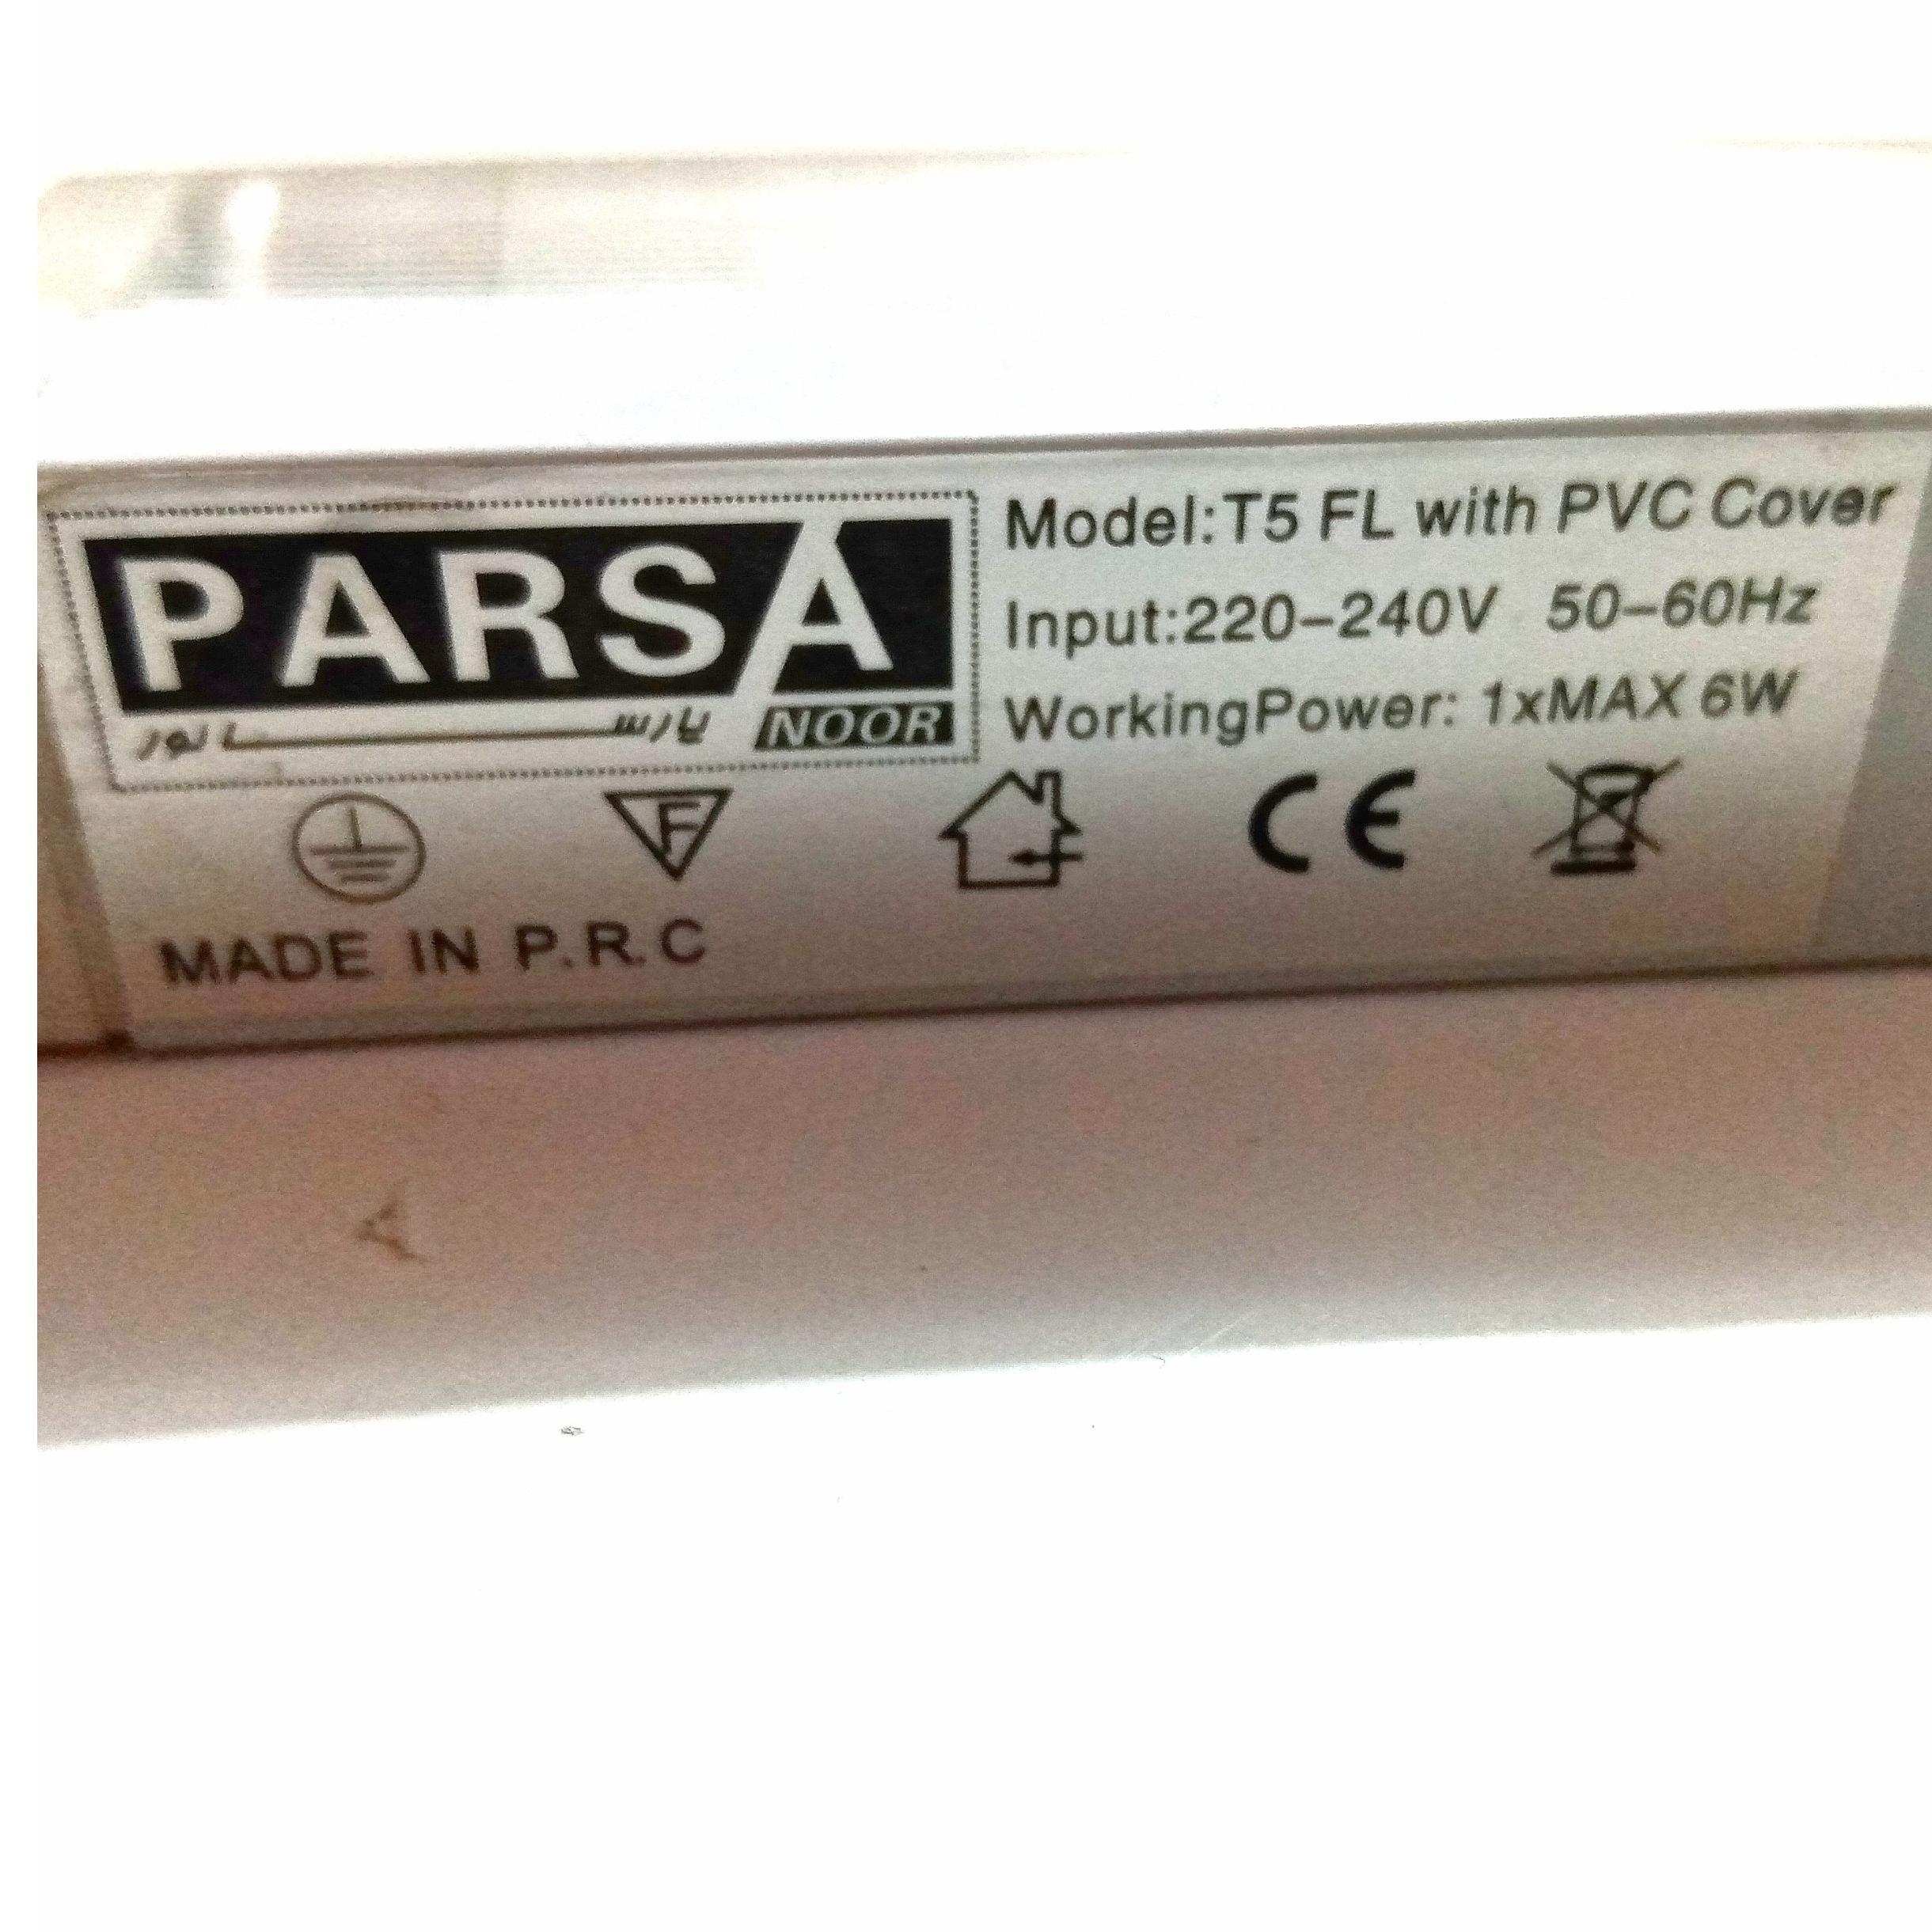 PARSA
پارسا نور NOOR
Model:T5 FL with PVC Cover
Input:220-240V 50-60Hz
WorkingPower: 1xMAX 6W
F
CE
MADE IN P.R.C